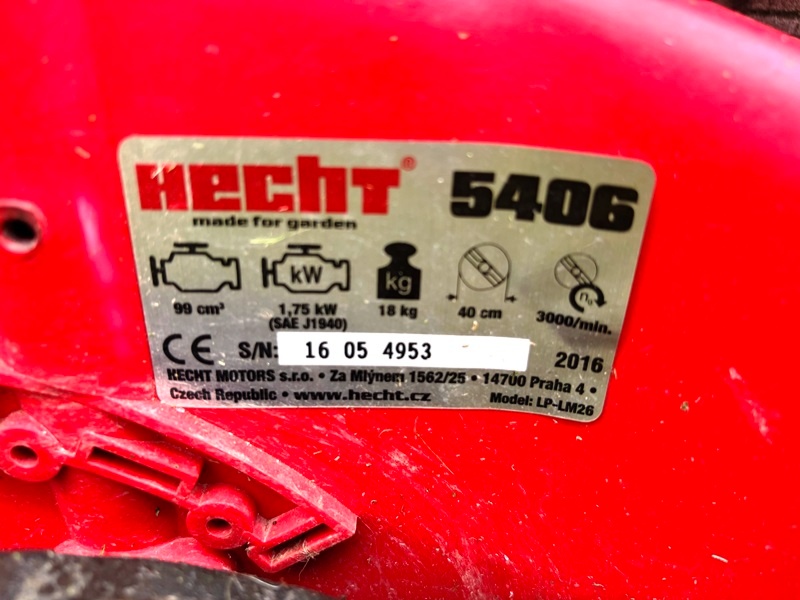 Hecht® 5406
made for garden
kW kg n₀
99 cm³ 1,75 kW 18 kg 40 cm 3000/min.
(SAE J1940)
CE S/N: 16 05 4953 2016
HECHT MOTORS s.r.o. • Za Mlýnem 1562/25 • 14700 Praha 4 •
Czech Republic • www.hecht.cz Model: LP-LM26